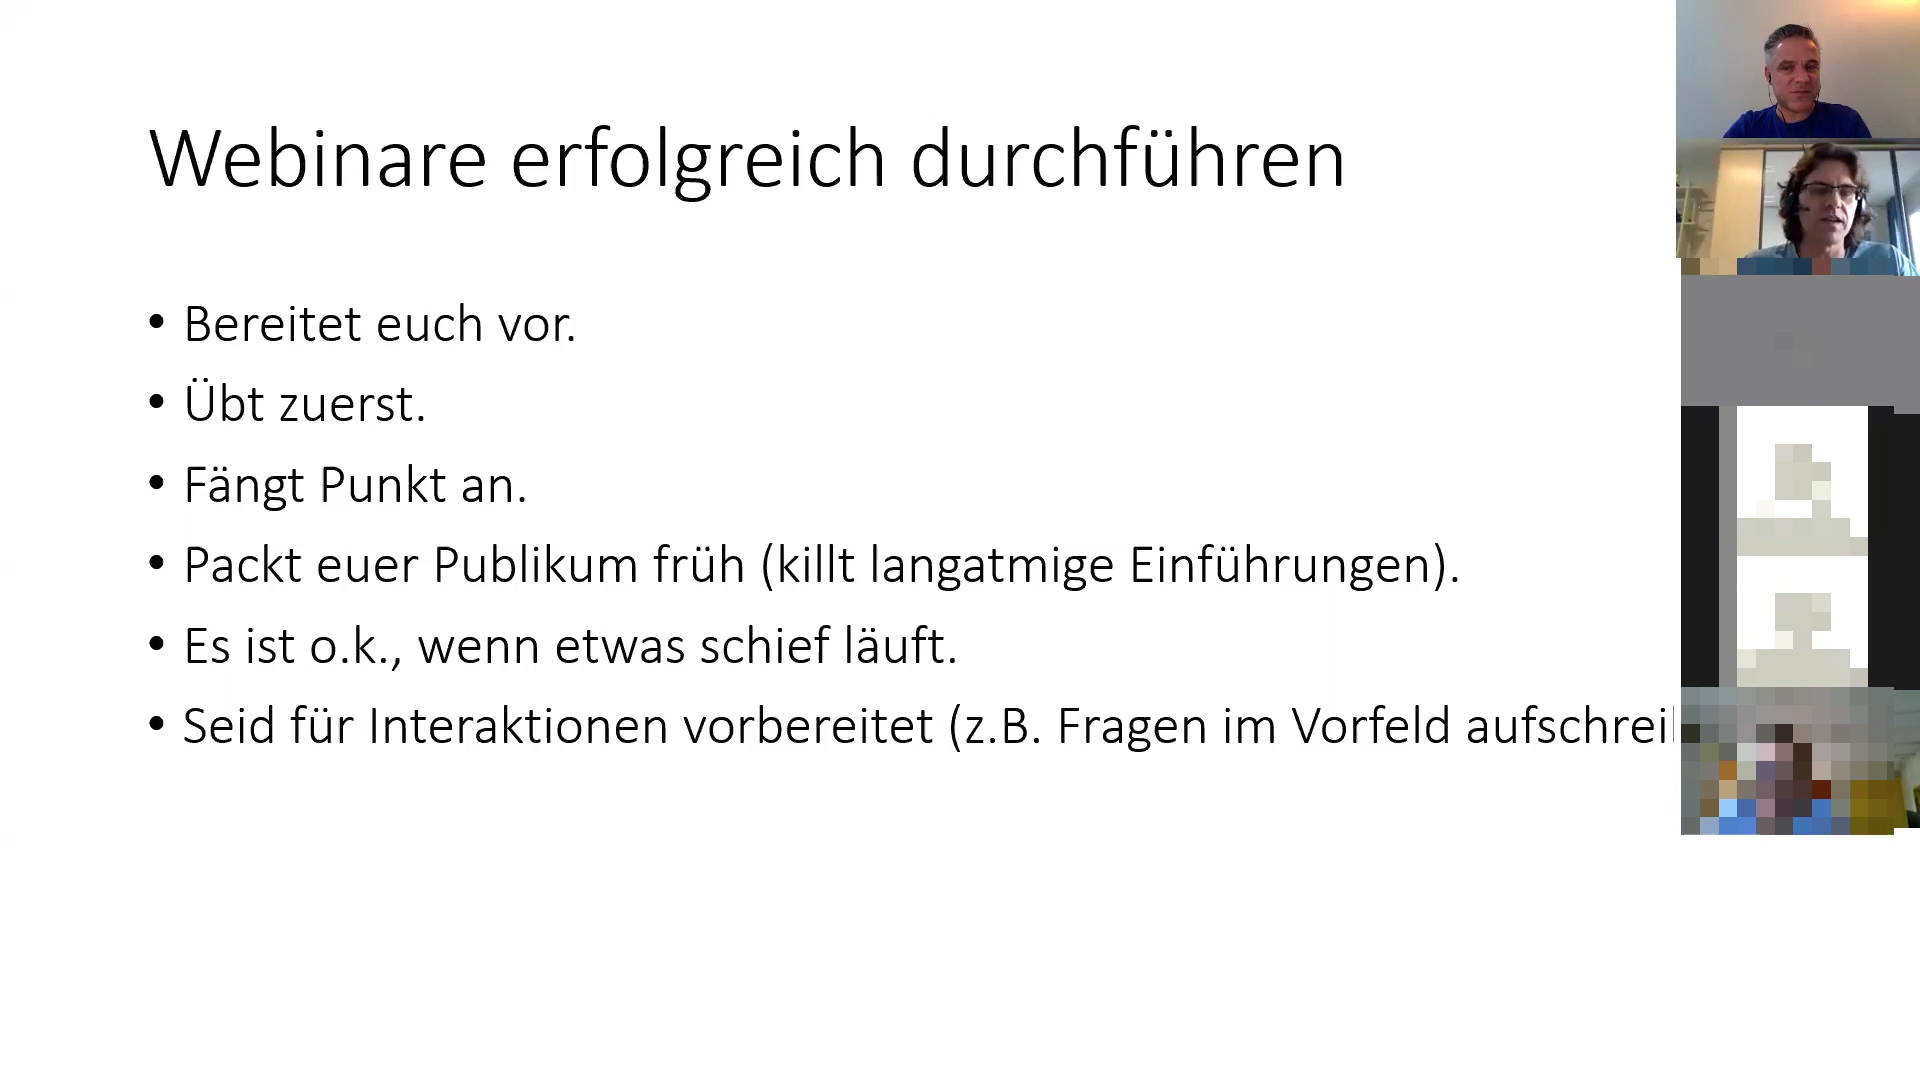 Webinare erfolgreich durchführen
• Bereitet euch vor.
• Übt zuerst.
• Fängt Punkt an.
• Packt euer Publikum früh (killt langatmige Einführungen).
• Es ist o.k., wenn etwas schief läuft.
• Seid für Interaktionen vorbereitet (z.B. Fragen im Vorfeld